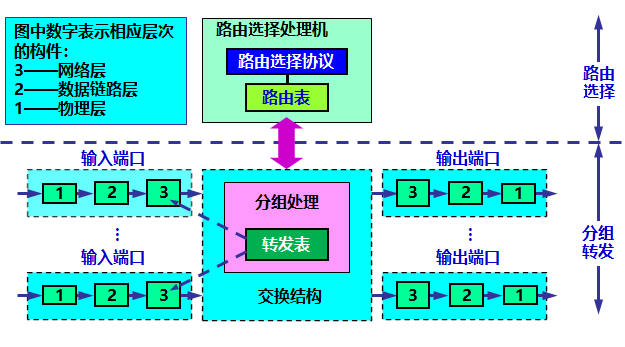 图中数字表示相应层次
的构件：
3——网络层
2——数据链路层
1——物理层
路由选择处理机
路由选择协议
路由表
路由
选择
输入端口
1 2 3
⋮
输入端口
1 2 3
分组处理
转发表
交换结构
输出端口
3 2 1
⋮
输出端口
3 2 1
分组
转发